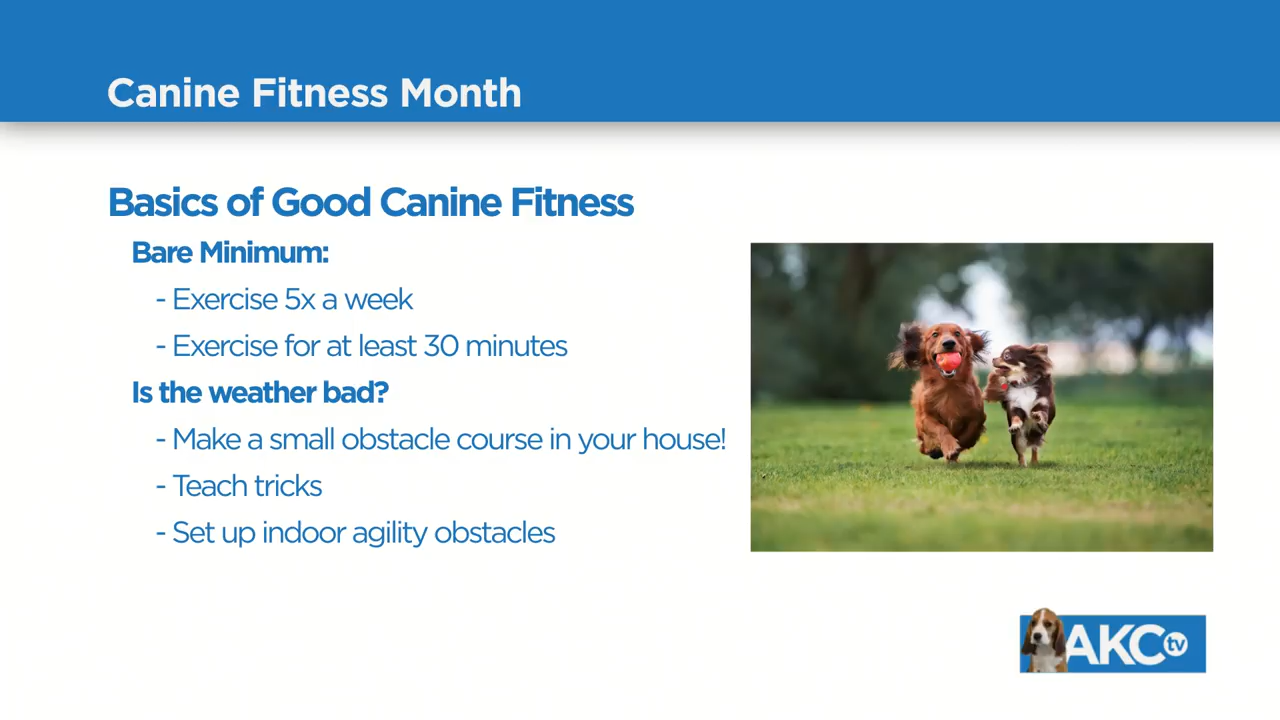 Canine Fitness Month
Basics of Good Canine Fitness
Bare Minimum:
- Exercise 5x a week
- Exercise for at least 30 minutes
Is the weather bad?
- Make a small obstacle course in your house!
- Teach tricks
- Set up indoor agility obstacles
AKC tv